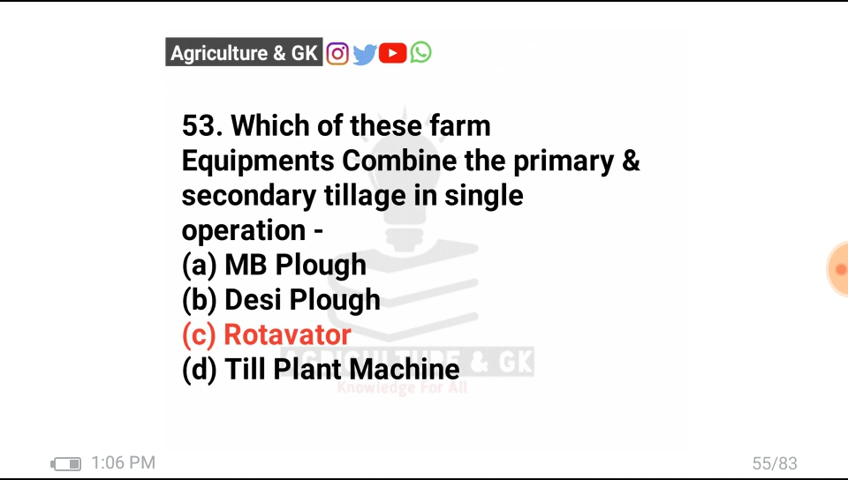 Agriculture & GK
53. Which of these farm
Equipments Combine the primary &
secondary tillage in single
operation -
(a) MB Plough
(b) Desi Plough
(c) Rotavator
(d) Till Plant Machine
AGRICULTURE & GK
Knowledge For All
1:06 PM
55/83